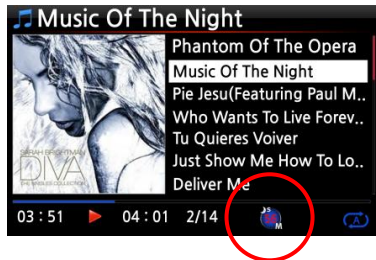 Music Of The Night
Phantom Of The Opera
Music Of The Night
Pie Jesu(Featuring Paul M..
Who Wants To Live Forev..
Tu Quieres Voiver
Just Show Me How To Lo..
Deliver Me
SARAH BRIGHTMAN
DIVA
THE SINGLES COLLECTION
03 : 51 04 : 01 2/14 S M A